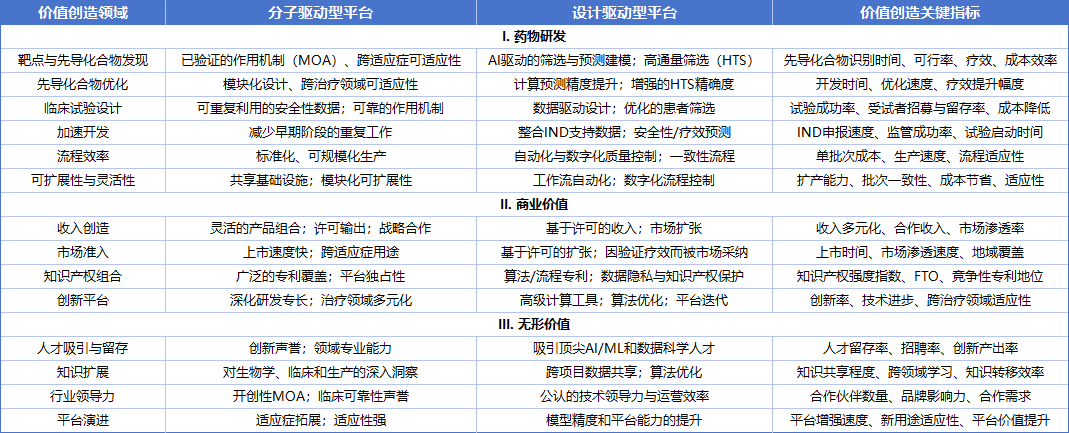 价值创造领域 分子驱动型平台 设计驱动型平台 价值创造关键指标
I. 药物研发
靶点与先导化合物发现 已验证的作用机制（MOA）、跨适应症可适应性 AI驱动的筛选与预测建模；高通量筛选（HTS） 先导化合物识别时间、可行率、疗效、成本效率
先导化合物优化 模块化设计、跨治疗领域可适应性 计算预测精度提升；增强的HTS精确度 开发时间、优化速度、疗效提升幅度
临床试验设计 可重复利用的安全性数据；可靠的作用机制 数据驱动设计；优化的患者筛选 试验成功率、受试者招募与留存率、成本降低
加速开发 减少早期阶段的重复工作 整合IND支持数据；安全性/疗效预测 IND申报速度、监管成功率、试验启动时间
流程效率 标准化、可规模化生产 自动化与数字化质量控制；一致性流程 单批次成本、生产速度、流程适应性
可扩展性与灵活性 共享基础设施；模块化可扩展性 工作流自动化；数字化流程控制 扩产能力、批次一致性、成本节省、适应性
II. 商业价值
收入创造 灵活的产品组合；许可输出；战略合作 基于许可的收入；市场扩张 收入多元化、合作收入、市场渗透率
市场准入 上市速度快；跨适应症用途 基于许可的扩张；因验证疗效而被市场采纳 上市时间、市场渗透速度、地域覆盖
知识产权组合 广泛的专利覆盖；平台独占性 算法/流程专利；数据隐私与知识产权保护 知识产权强度指数、FTO、竞争性专利地位
创新平台 深化研发专长；治疗领域多元化 高级计算工具；算法优化；平台迭代 创新率、技术进步、跨治疗领域适应性
III. 无形价值
人才吸引与留存 创新声誉；领域专业能力 吸引顶尖AI/ML和数据科学人才 人才留存率、招聘率、创新产出率
知识扩展 对生物学、临床和生产的深入洞察 跨项目数据共享；算法优化 知识共享程度、跨领域学习、知识转移效率
行业领导力 开创性MOA；临床可靠性声誉 公认的技术领导力与运营效率 合作伙伴数量、品牌影响力、合作需求
平台演进 适应症拓展；适应性强 模型精度和平台能力的提升 平台增强速度、新用途适应性、平台价值提升